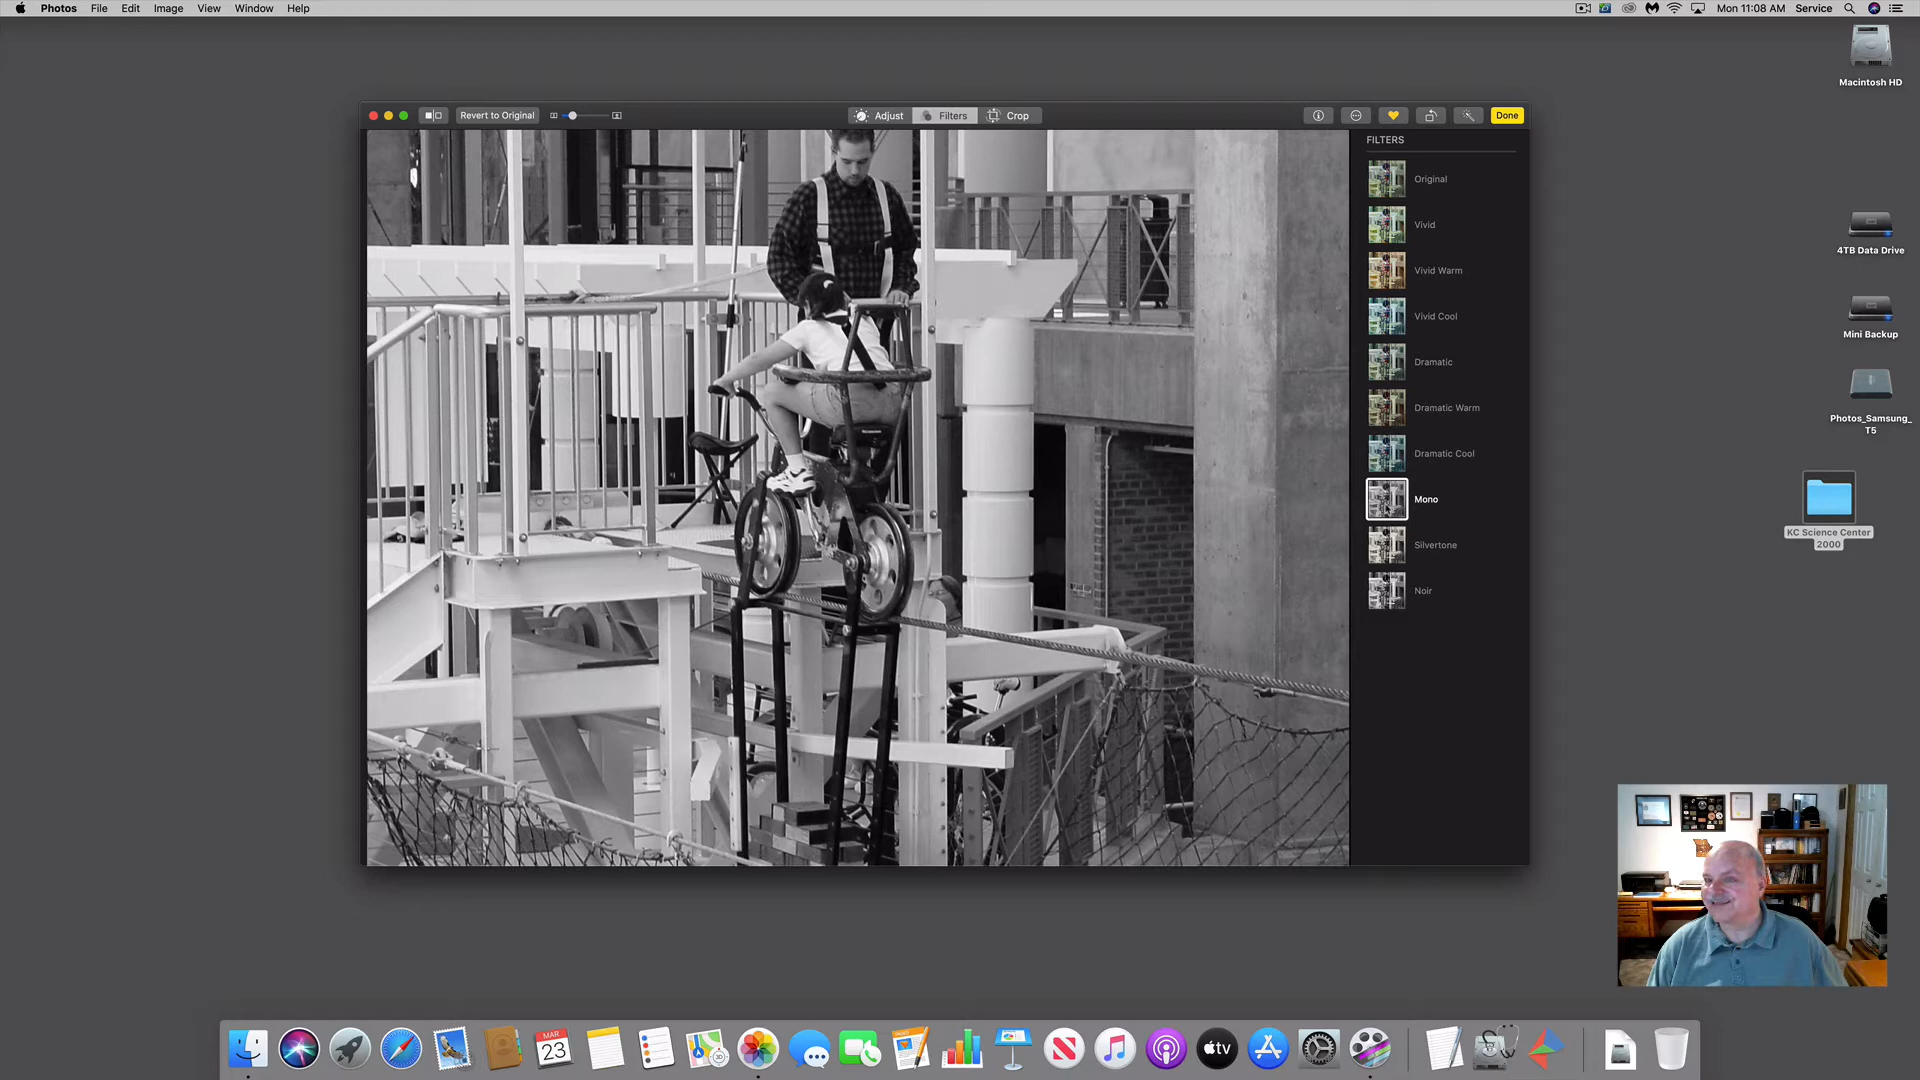 Photos File Edit Image View Window Help
Mon 11:08 AM Service
Revert to Original
Adjust Filters Crop
Done
FILTERS
Original
Vivid
Vivid Warm
Vivid Cool
Dramatic
Dramatic Warm
Dramatic Cool
Mono
Silvertone
Noir
Macintosh HD
4TB Data Drive
Mini Backup
Photos_Samsung_
T5
KC Science Center
2000
MAR
23
tv